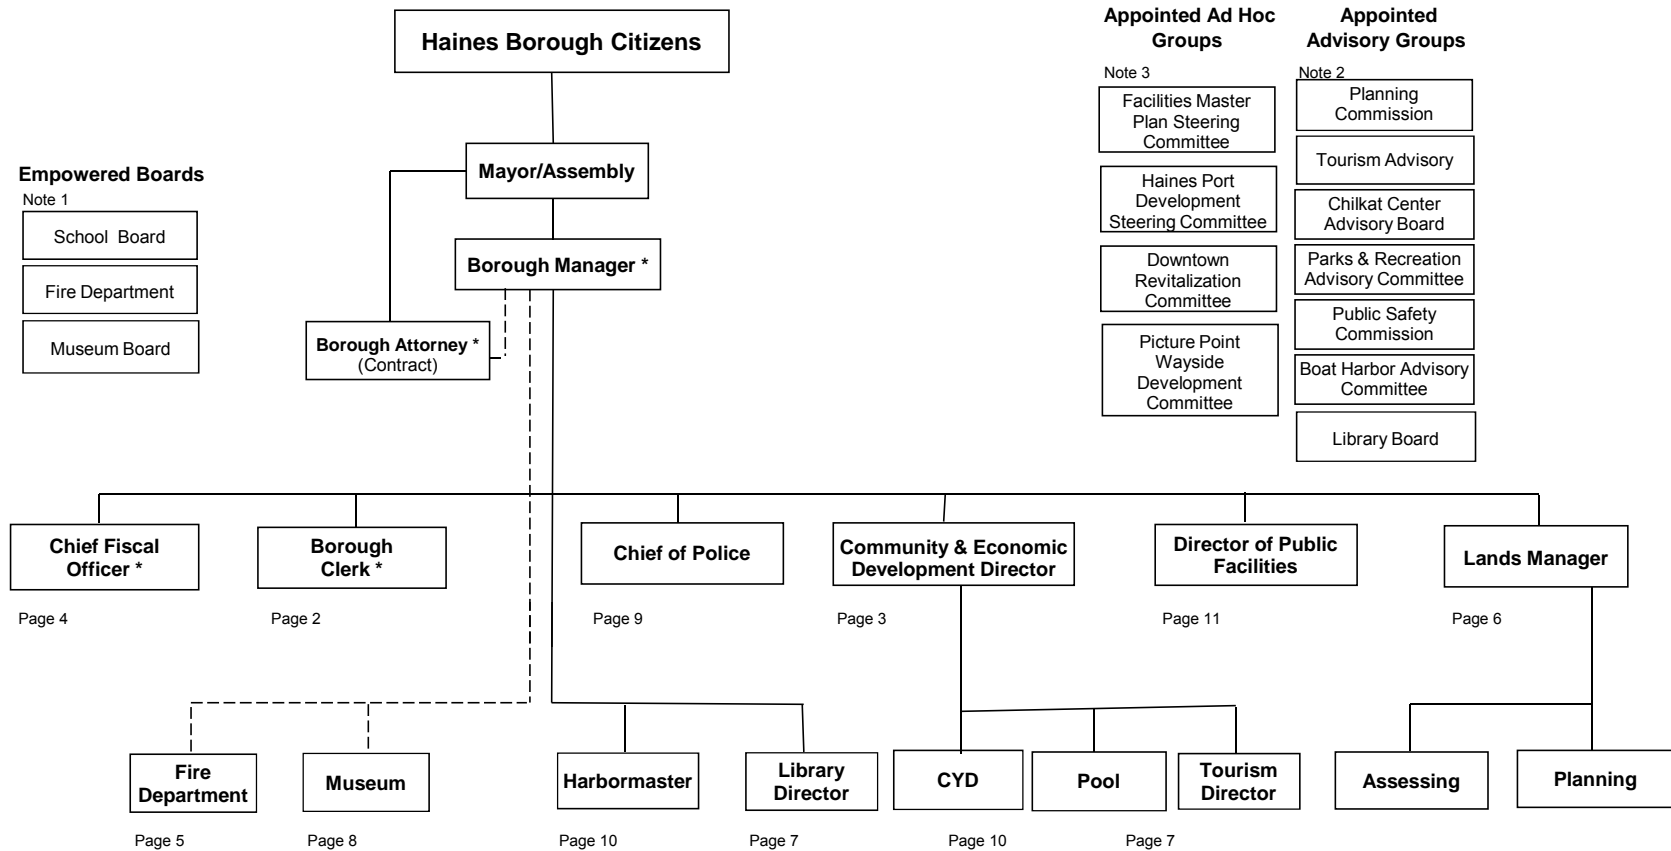 Haines Borough Citizens
Mayor/Assembly
Borough Manager *
Borough Attorney *
(Contract)
Empowered Boards
Note 1
School Board
Fire Department
Museum Board
Appointed Ad Hoc
Groups
Note 3
Facilities Master
Plan Steering
Committee
Haines Port
Development
Steering Committee
Downtown
Revitalization
Committee
Picture Point
Wayside
Development
Committee
Appointed
Advisory Groups
Note 2
Planning
Commission
Tourism Advisory
Chilkat Center
Advisory Board
Parks & Recreation
Advisory Committee
Public Safety
Commission
Boat Harbor Advisory
Committee
Library Board
Chief Fiscal
Officer *
Page 4
Borough
Clerk *
Page 2
Chief of Police
Page 9
Community & Economic
Development Director
Page 3
Director of Public
Facilities
Page 11
Lands Manager
Page 6
Fire
Department
Page 5
Museum
Page 8
Harbormaster
Page 10
Library
Director
Page 7
CYD
Pool
Page 10
Tourism
Director
Page 7
Assessing
Planning